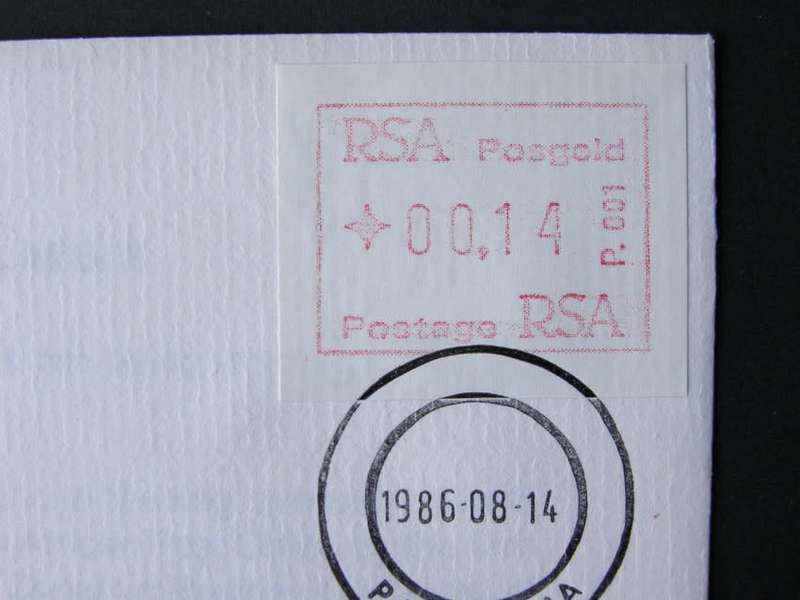 RSA Posgeld
00,14
P. 001
Postage RSA
1986-08-14